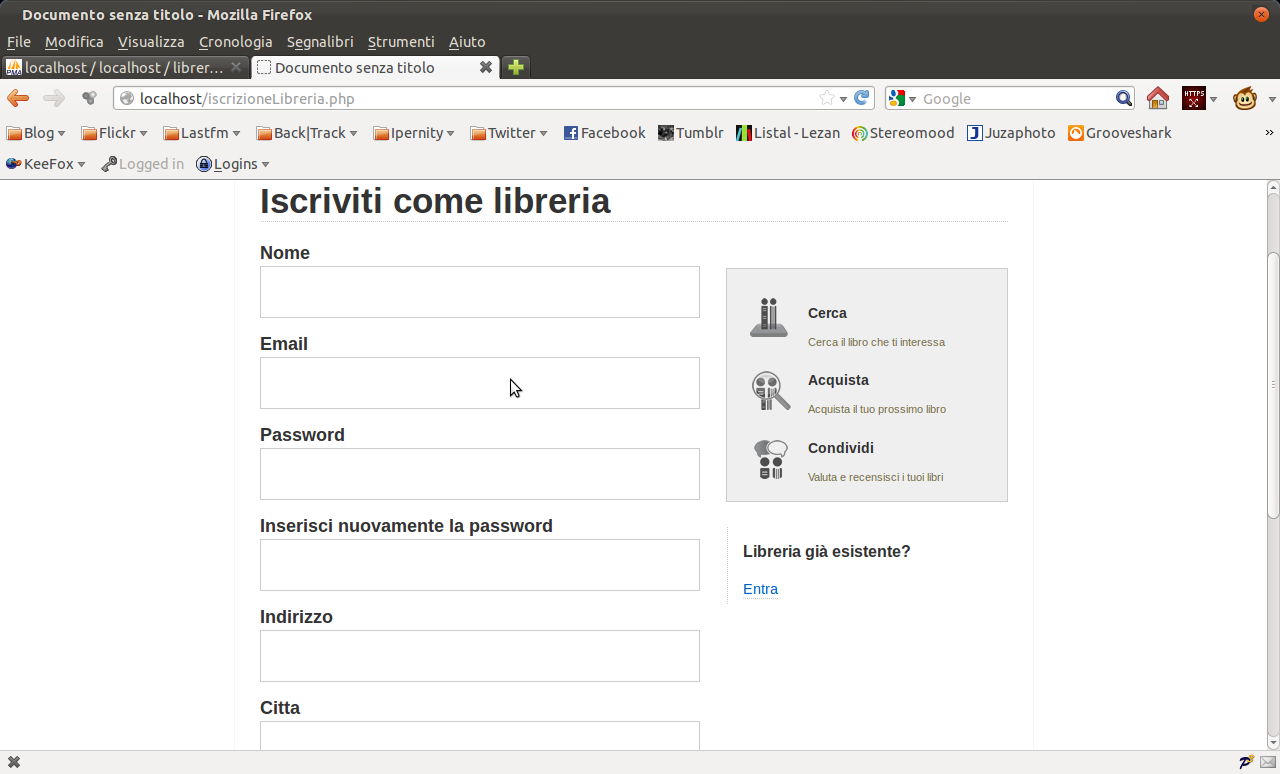 Documento senza titolo - Mozilla Firefox
File Modifica Visualizza Cronologia Segnalibri Strumenti Aiuto
PMA localhost / localhost / librer... Documento senza titolo
localhost/iscrizioneLibreria.php Google HTTPS
Blog Flickr Lastfm Back|Track Ipernity Twitter Facebook Tumblr Listal - Lezan Stereomood Juzaphoto Grooveshark »
KeeFox Logged in Logins
Iscriviti come libreria
Nome
Email
Password
Inserisci nuovamente la password
Indirizzo
Citta
Cerca
Cerca il libro che ti interessa
Acquista
Acquista il tuo prossimo libro
Condividi
Valuta e recensisci i tuoi libri
Libreria già esistente?
Entra